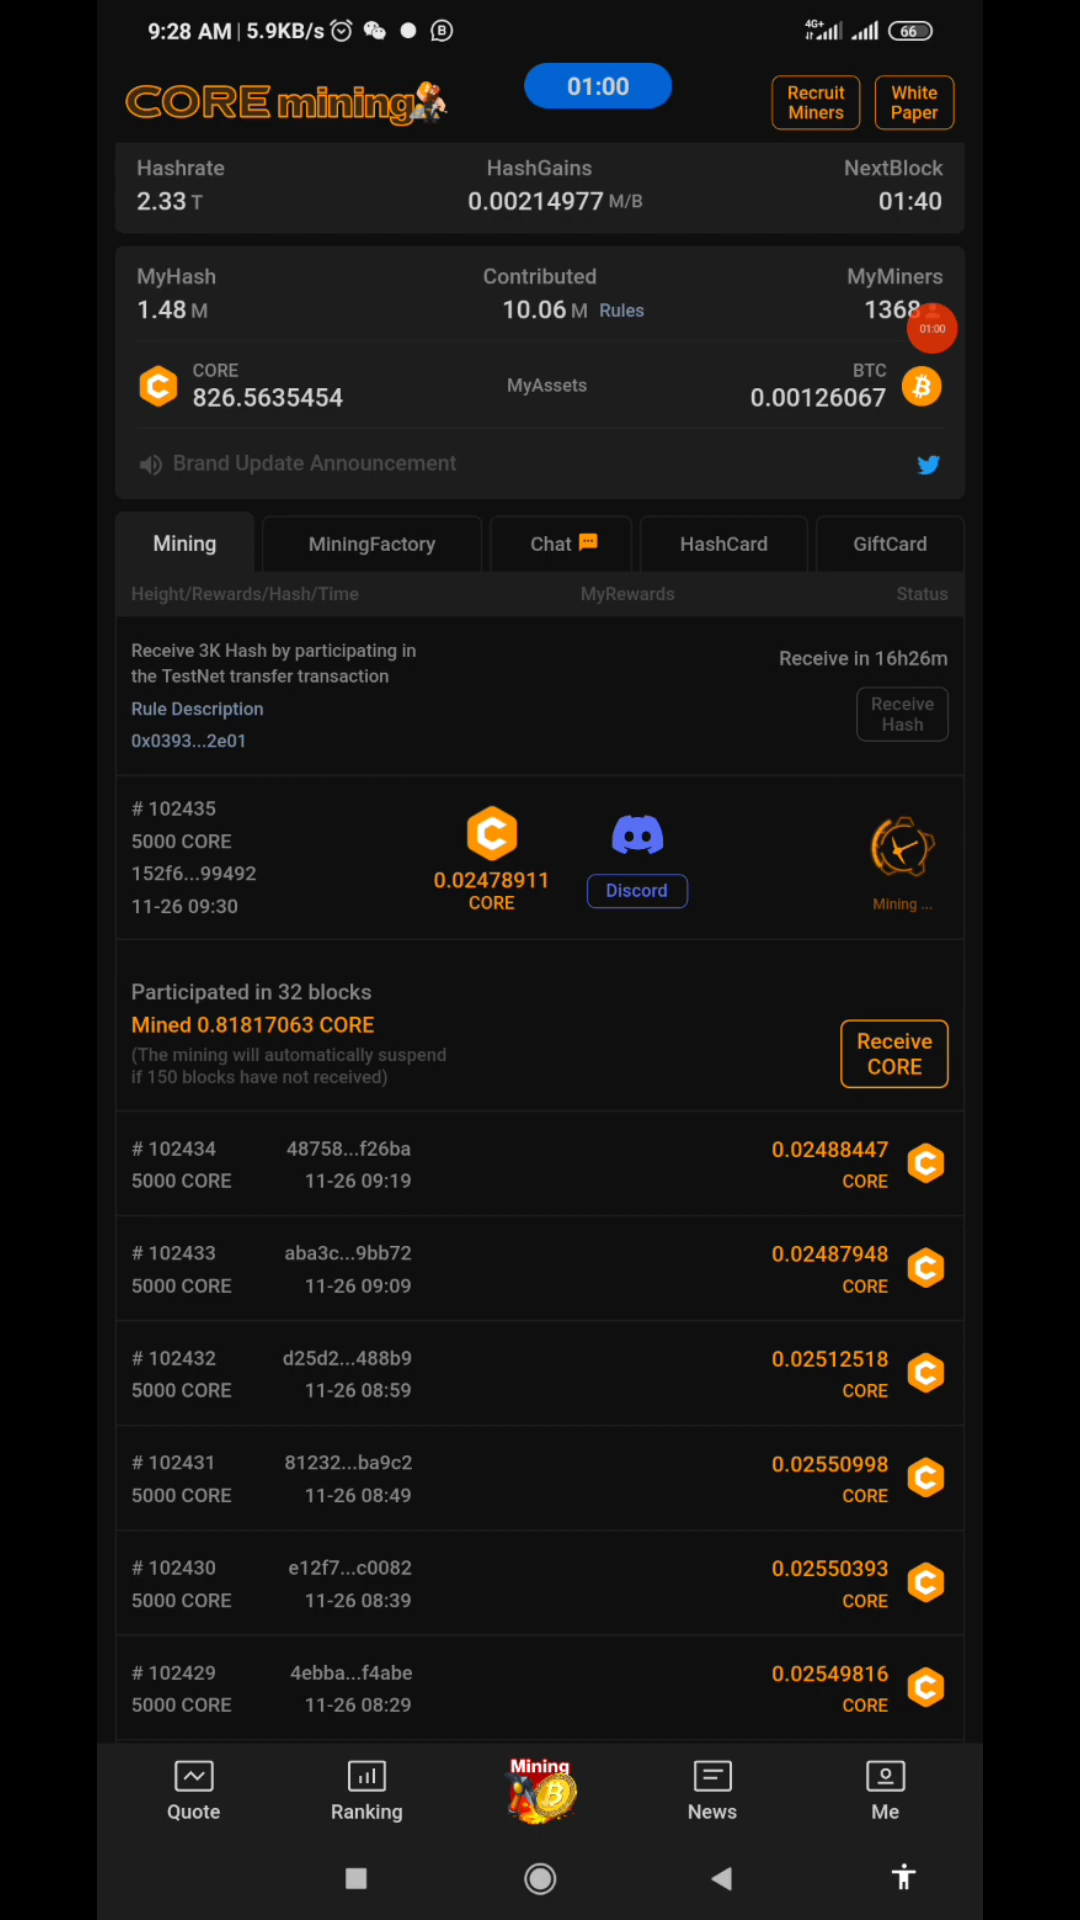 9:28 AM | 5.9KB/s
4G+
66
CORE mining
01:00
Recruit Miners
White Paper
Hashrate HashGains NextBlock
2.33 T 0.00214977 M/B 01:40
MyHash Contributed MyMiners
1.48 M 10.06 M Rules 1368
01:00
CORE BTC
826.5635454 MyAssets 0.00126067
Brand Update Announcement
Mining MiningFactory Chat HashCard GiftCard
Height/Rewards/Hash/Time MyRewards Status
Receive 3K Hash by participating in
the TestNet transfer transaction
Receive in 16h26m
Rule Description
0x0393...2e01
Receive
Hash
# 102435
5000 CORE
152f6...99492
11-26 09:30
0.02478911
CORE
Discord
Mining ...
Participated in 32 blocks
Mined 0.81817063 CORE
(The mining will automatically suspend
if 150 blocks have not received)
Receive
CORE
# 102434 48758...f26ba 0.02488447
5000 CORE 11-26 09:19 CORE
# 102433 aba3c...9bb72 0.02487948
5000 CORE 11-26 09:09 CORE
# 102432 d25d2...488b9 0.02512518
5000 CORE 11-26 08:59 CORE
# 102431 81232...ba9c2 0.02550998
5000 CORE 11-26 08:49 CORE
# 102430 e12f7...c0082 0.02550393
5000 CORE 11-26 08:39 CORE
# 102429 4ebba...f4abe 0.02549816
5000 CORE 11-26 08:29 CORE
Mining
Quote Ranking News Me